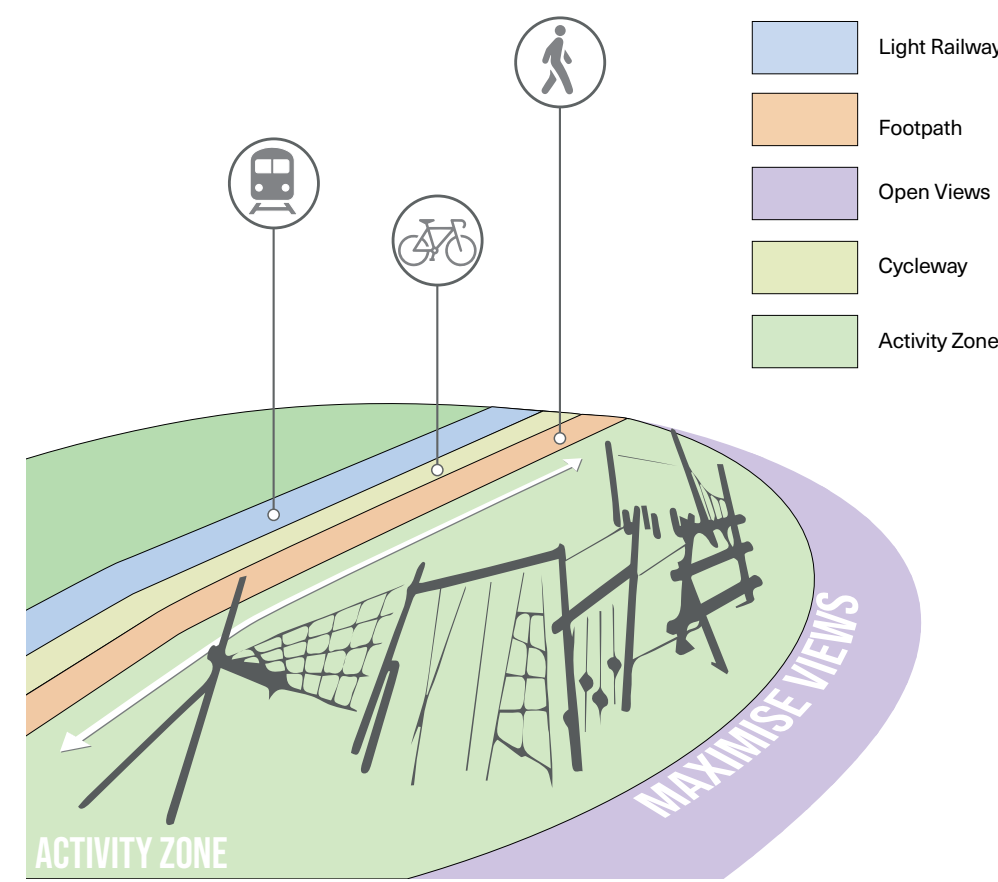 Light Railway
Footpath
Open Views
Cycleway
Activity Zone
MAXIMISE VIEWS
ACTIVITY ZONE